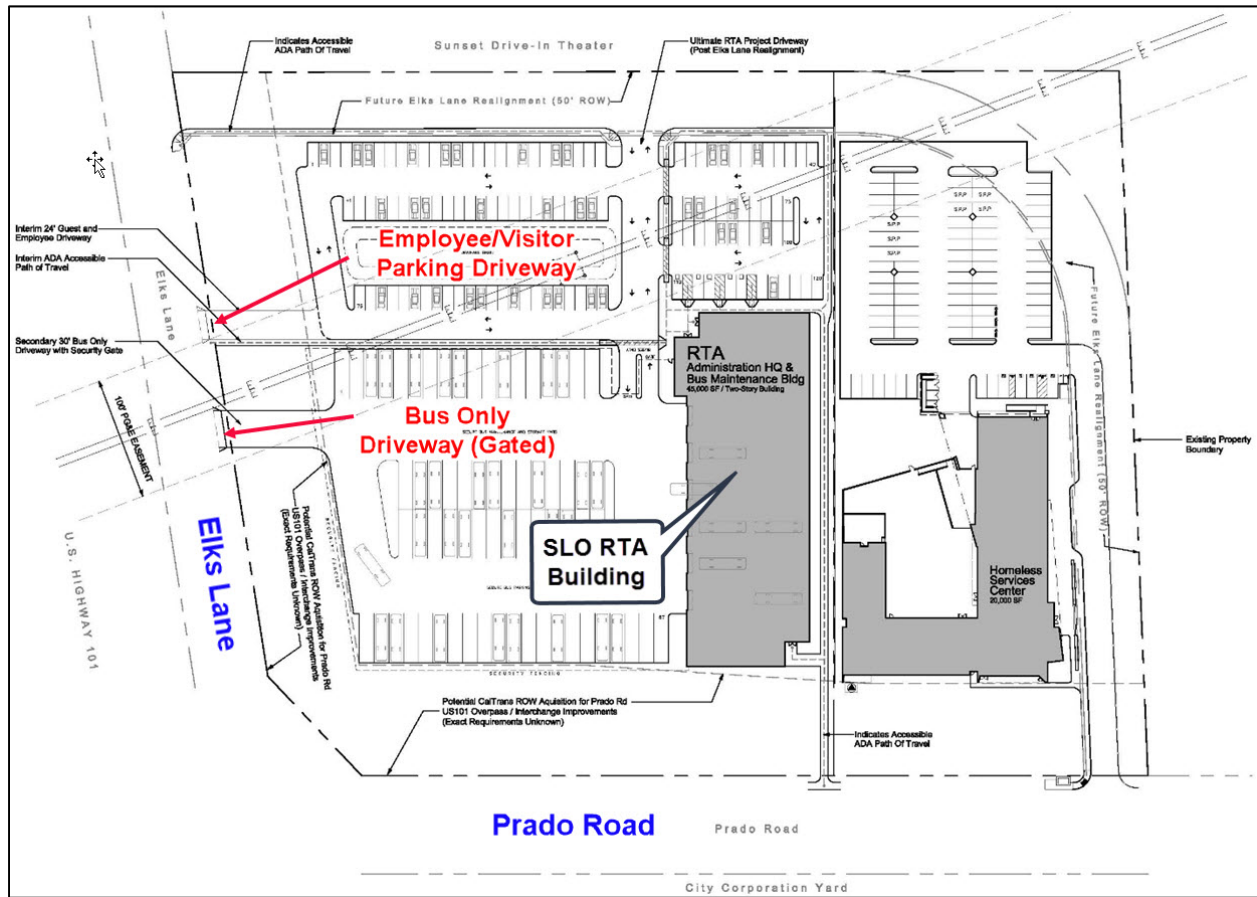 Indicates Accessible
ADA Path Of Travel
Sunset Drive-In Theater
Ultimate RTA Project Driveway
(Post Elks Lane Realignment)
Future Elks Lane Realignment (50' ROW)
Interim 24' Guest and
Employee Driveway
Interim ADA Accessible
Path of Travel
Elks Lane
Secondary 30' Bus Only
Driveway with Security Gate
100' PG&E EASEMENT
U.S. HIGHWAY 101
Employee/Visitor
Parking Driveway
Bus Only
Driveway (Gated)
Elks Lane
Potential CalTrans ROW Aquisition for Prado Rd
US101 Overpass / Interchange Improvements
(Exact Requirements Unknown)
SECURITY FENCING
RTA
Administration HQ &
Bus Maintenance Bldg
45,000 SF / Two-Story Building
SLO RTA
Building
S.P.P
S.P.P
S.P.P
S.P.P
S.P.P
S.P.P
S.P.P
Future Elks Lane Realignment (50' ROW)
Existing Property
Boundary
Homeless
Services
Center
20,000 SF
SECURITY FENCING
Potential CalTrans ROW Aquisition for Prado Rd
US101 Overpass / Interchange Improvements
(Exact Requirements Unknown)
Indicates Accessible
ADA Path Of Travel
Prado Road
Prado Road
City Corporation Yard